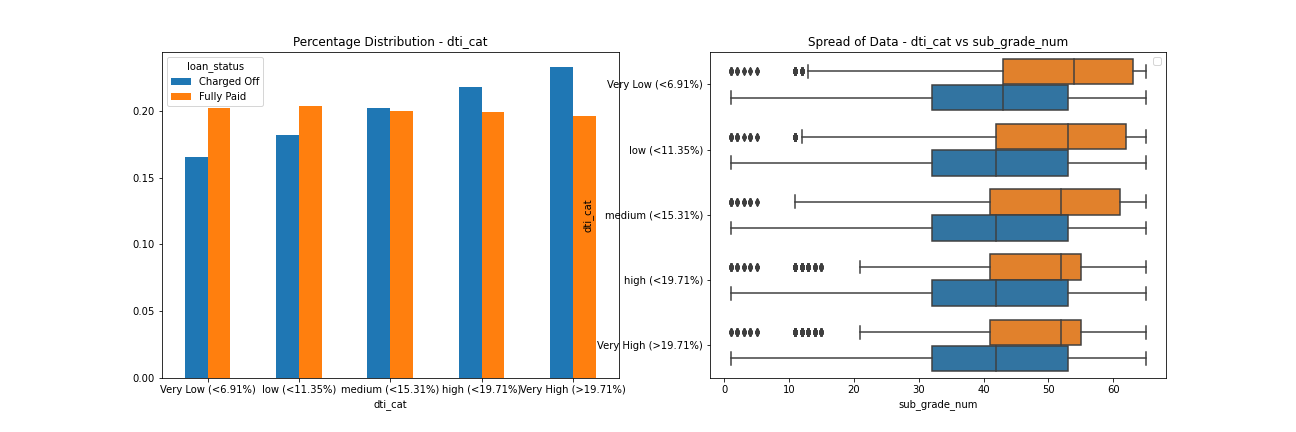 Percentage Distribution - dti_cat
loan_status
Charged Off
Fully Paid
0.20
0.15
0.10
0.05
0.00
Very Low (<6.91%) low (<11.35%) medium (<15.31%) high (<19.71%) Very High (>19.71%)
dti_cat
Spread of Data - dti_cat vs sub_grade_num
dti_cat
Very Low (<6.91%)
low (<11.35%)
medium (<15.31%)
high (<19.71%)
Very High (>19.71%)
0 10 20 30 40 50 60
sub_grade_num